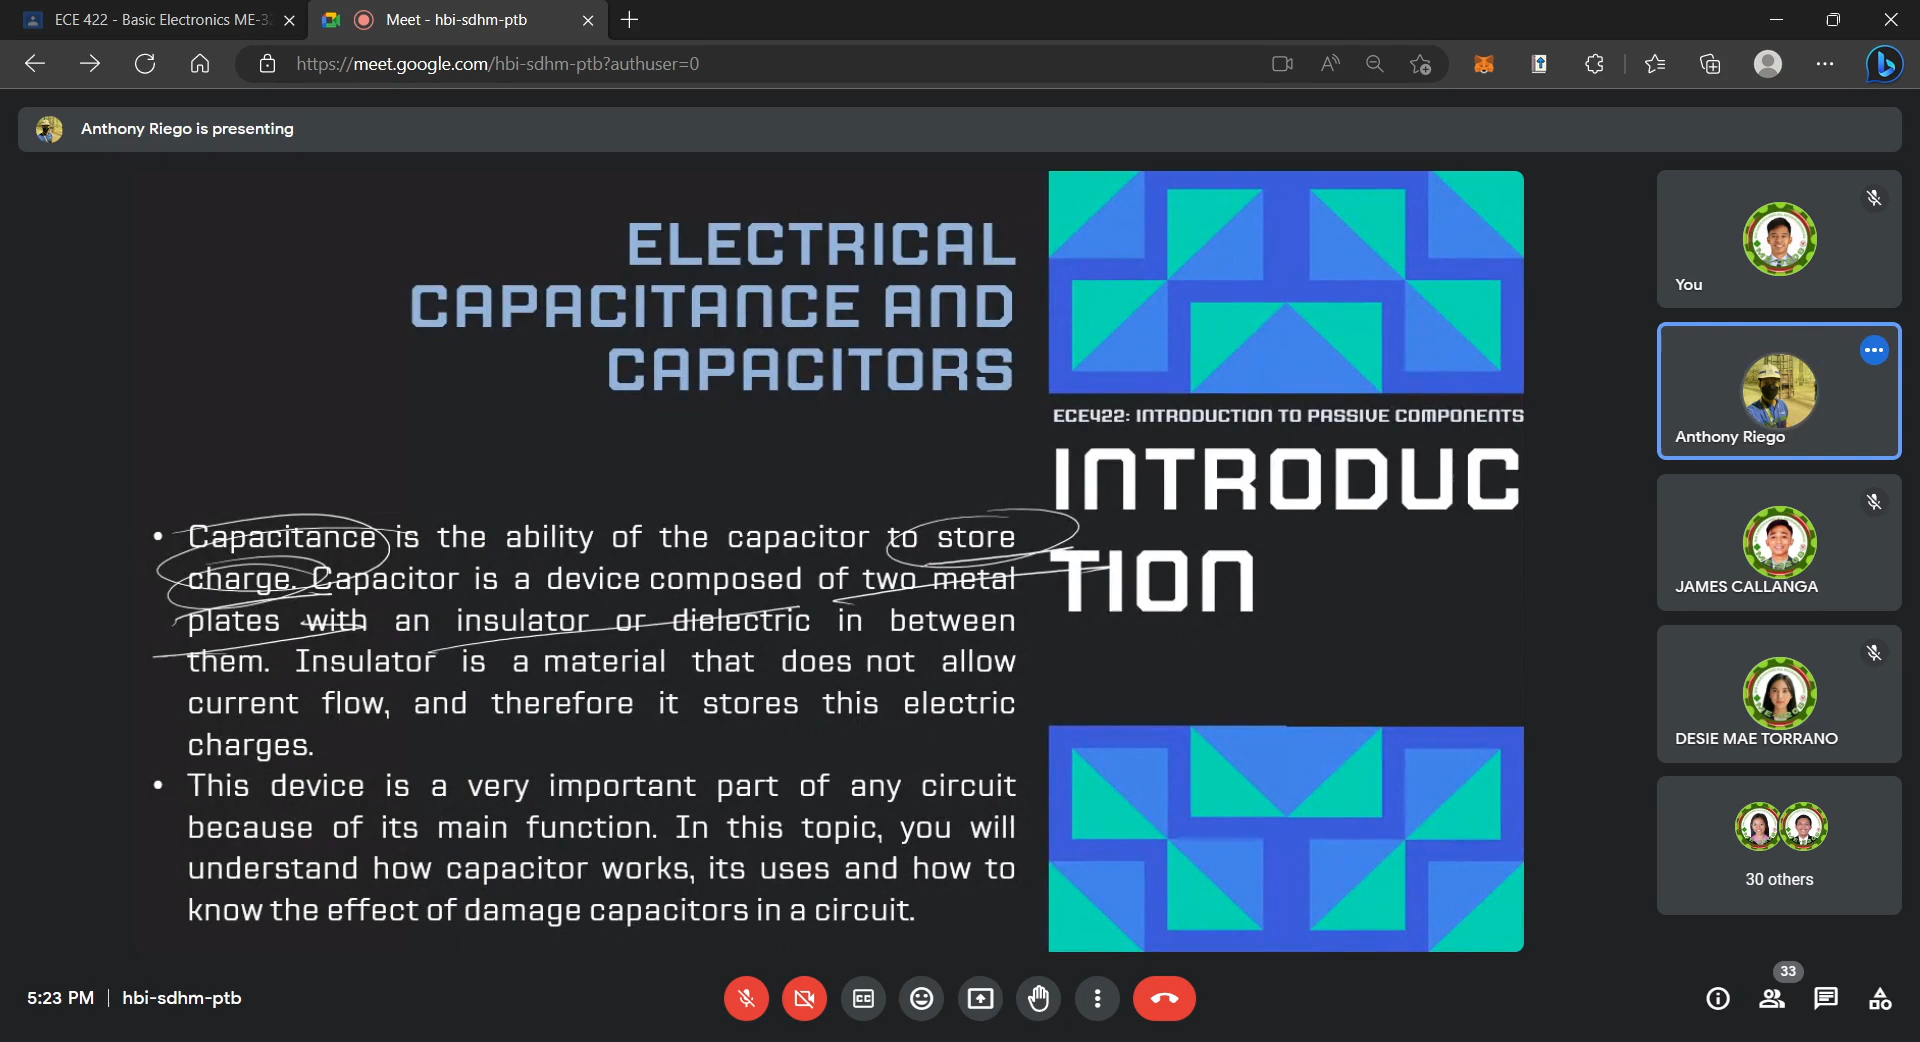 ECE 422 - Basic Electronics ME-32
Meet - hbi-sdhm-ptb
https://meet.google.com/hbi-sdhm-ptb?authuser=0
Anthony Riego is presenting
ELECTRICAL
CAPACITANCE AND
CAPACITORS
• Capacitance is the ability of the capacitor to store
charge. Capacitor is a device composed of two metal
plates with an insulator or dielectric in between
them. Insulator is a material that does not allow
current flow, and therefore it stores this electric
charges.
• This device is a very important part of any circuit
because of its main function. In this topic, you will
understand how capacitor works, its uses and how to
know the effect of damage capacitors in a circuit.
ECE422: INTRODUCTION TO PASSIVE COMPONENTS
INTRODUC
TION
You
Anthony Riego
JAMES CALLANGA
DESIE MAE TORRANO
30 others
5:23 PM | hbi-sdhm-ptb
CC
33